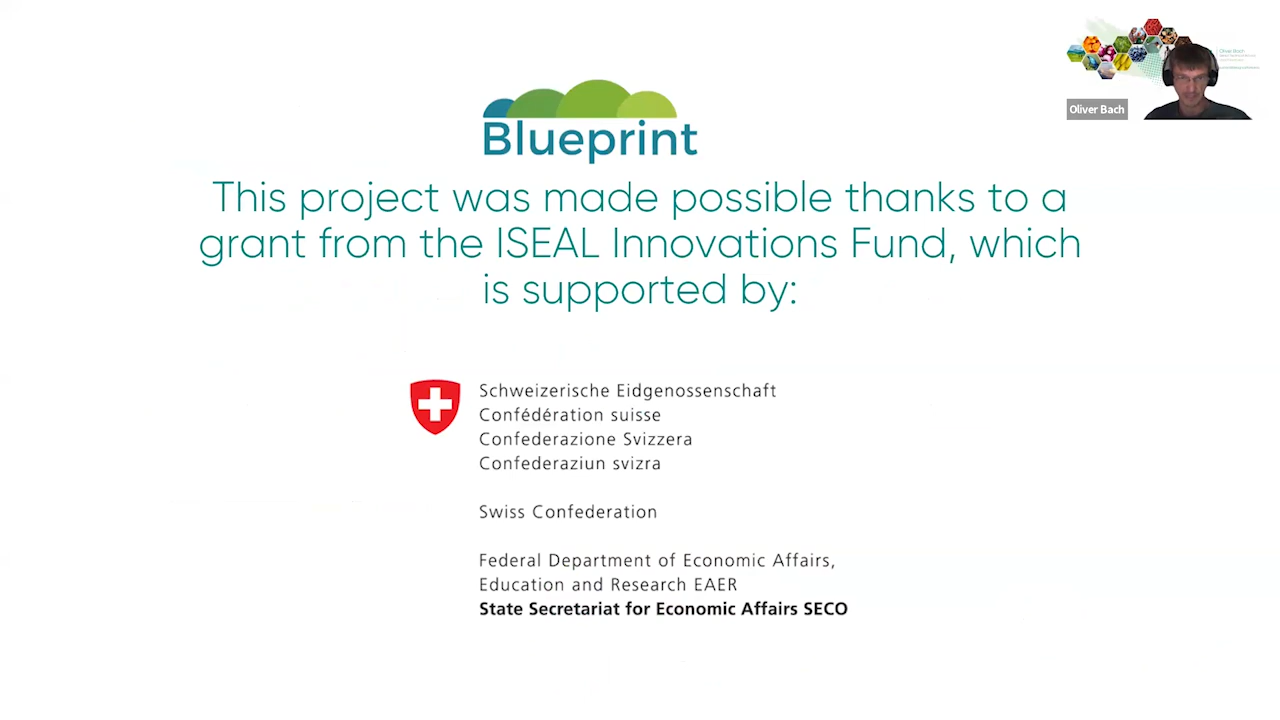 Blueprint
This project was made possible thanks to a
grant from the ISEAL Innovations Fund, which
is supported by:
Schweizerische Eidgenossenschaft
Confédération suisse
Confederazione Svizzera
Confederaziun svizra
Swiss Confederation
Federal Department of Economic Affairs,
Education and Research EAER
State Secretariat for Economic Affairs SECO
Oliver Bach